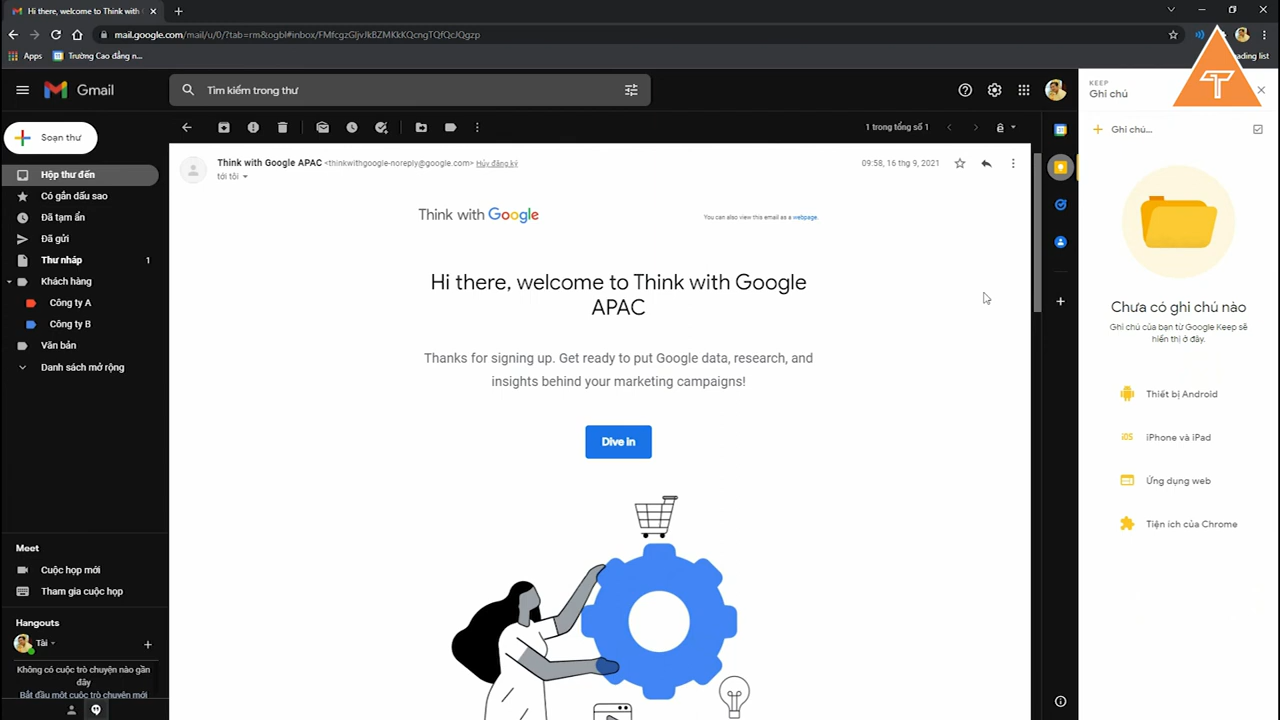 Hi there, welcome to Think with
mail.google.com/mail/u/0/?tab=rm&ogbl#inbox/FMfcgzGljvJkBZMKkKQcngTQfQcJQgzp
Apps
Trường Cao đẳng n...
ading list
Gmail
Tìm kiếm trong thư
KEEP
Ghi chú
Soạn thư
1 trong tổng số 1
Ghi chú...
Hộp thư đến
Có gắn dấu sao
Đã tạm ẩn
Đã gửi
Thư nháp 1
Khách hàng
Công ty A
Công ty B
Văn bản
Danh sách mở rộng
Think with Google APAC <thinkwithgoogle-noreply@google.com> Hủy đăng ký
09:58, 16 thg 9, 2021
tới tôi
Think with Google
You can also view this email as a webpage.
Hi there, welcome to Think with Google
APAC
Thanks for signing up. Get ready to put Google data, research, and
insights behind your marketing campaigns!
Dive in
Chưa có ghi chú nào
Ghi chú của bạn từ Google Keep sẽ
hiển thị ở đây.
Thiết bị Android
iOS iPhone và iPad
Ứng dụng web
Tiện ích của Chrome
Meet
Cuộc họp mới
Tham gia cuộc họp
Hangouts
Tài
Không có cuộc trò chuyện nào gần
đây
Bắt đầu một cuộc trò chuyện mới